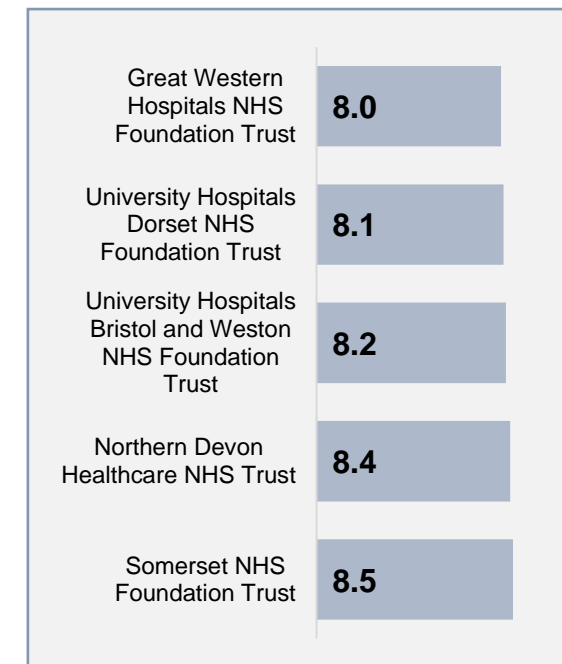 Great Western
Hospitals NHS
Foundation Trust
8.0
University Hospitals
Dorset NHS
Foundation Trust
8.1
University Hospitals
Bristol and Weston
NHS Foundation
Trust
8.2
Northern Devon
Healthcare NHS Trust
8.4
Somerset NHS
Foundation Trust
8.5